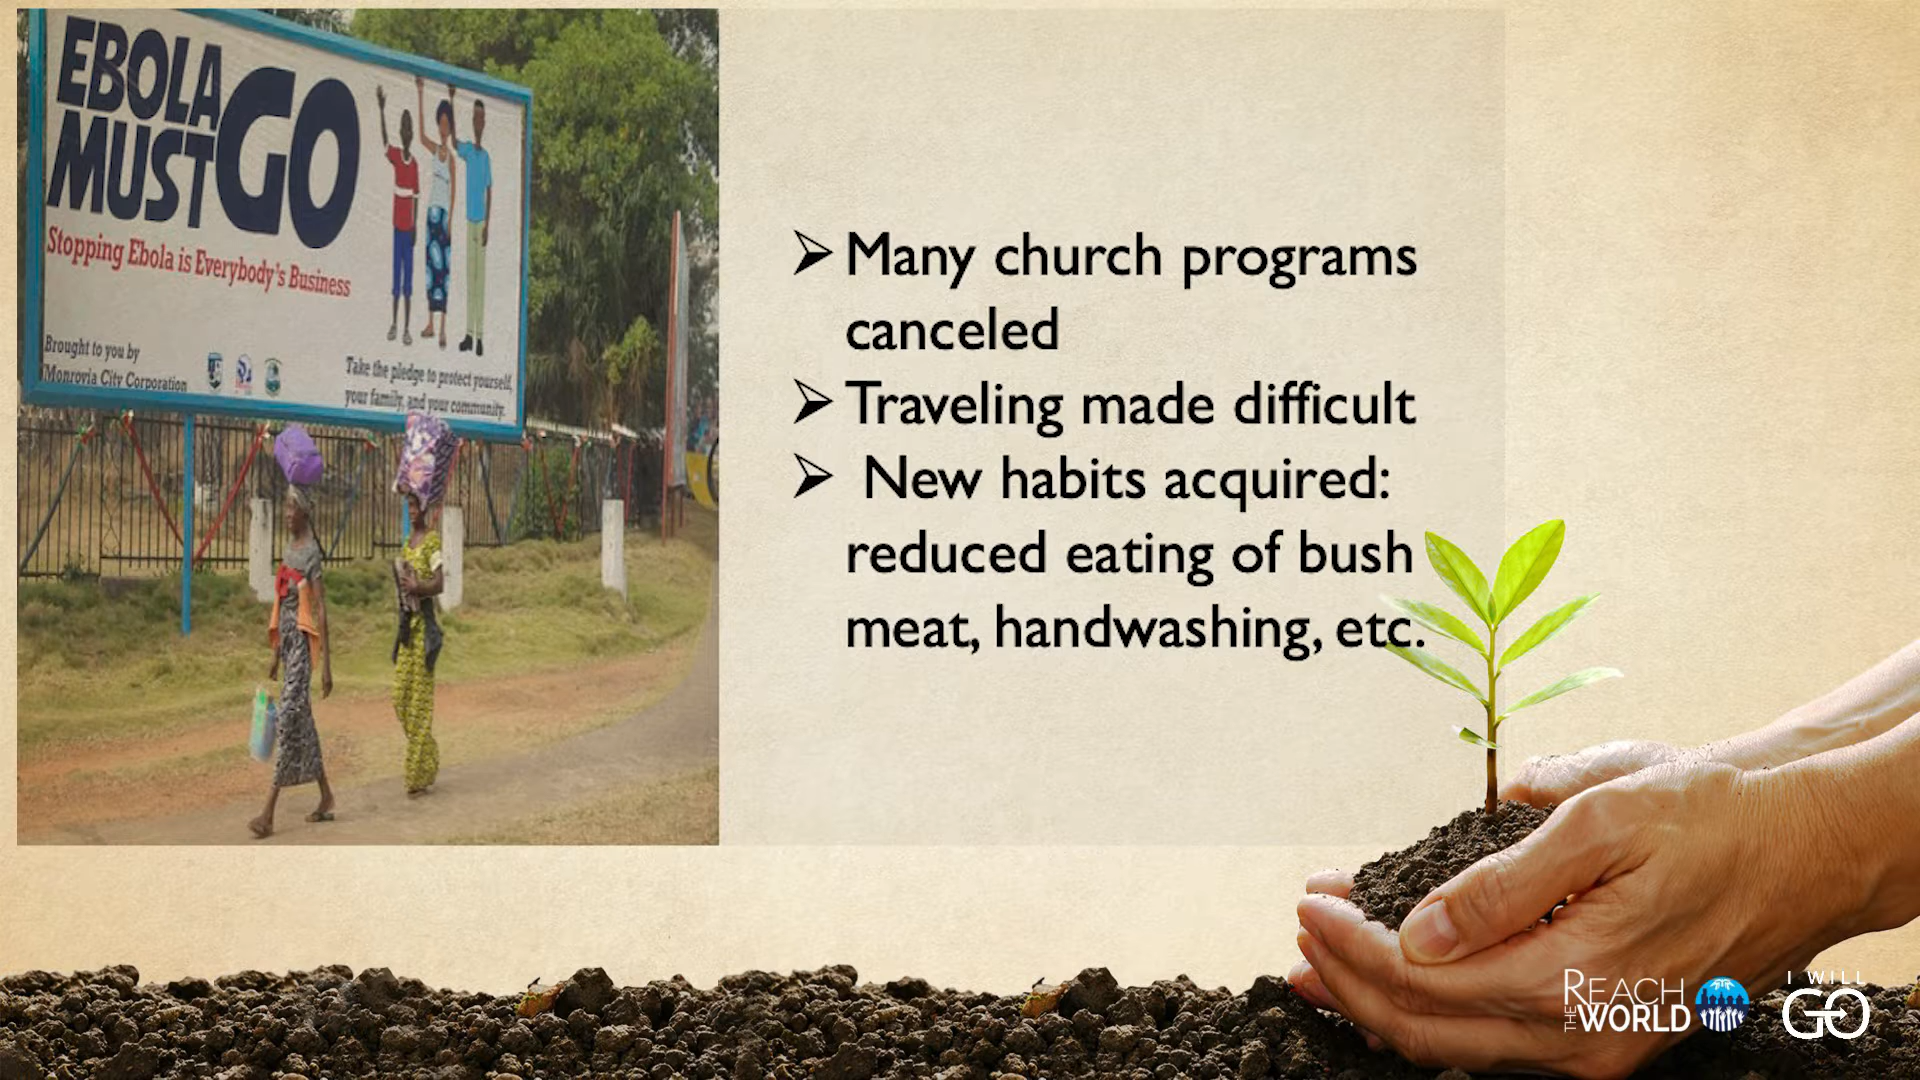 EBOLA
MUST GO
Stopping Ebola is Everybody's Business
Brought to you by
Monrovia City Corporation
Take the pledge to protect yourself,
your family, and your community.
➢ Many church programs
canceled
➢ Traveling made difficult
➢ New habits acquired:
reduced eating of bush
meat, handwashing, etc.
REACH
THE WORLD
I WILL
GO